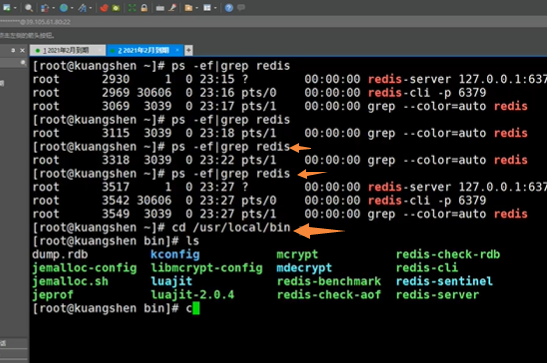 ********@39.105.61.80:22
1 2021年2月到期
2 2021年2月到期
[root@kuangshen ~]# ps -ef|grep redis
root 2930 1 0 23:15 ? 00:00:00 redis-server 127.0.0.1:637
root 2969 30606 0 23:16 pts/0 00:00:00 redis-cli -p 6379
root 3069 3039 0 23:17 pts/1 00:00:00 grep --color=auto redis
[root@kuangshen ~]# ps -ef|grep redis
root 3115 3039 0 23:18 pts/1 00:00:00 grep --color=auto redis
[root@kuangshen ~]# ps -ef|grep redis
root 3318 3039 0 23:22 pts/1 00:00:00 grep --color=auto redis
[root@kuangshen ~]# ps -ef|grep redis
root 3517 1 0 23:27 ? 00:00:00 redis-server 127.0.0.1:637
root 3542 30606 0 23:27 pts/0 00:00:00 redis-cli -p 6379
root 3549 3039 0 23:27 pts/1 00:00:00 grep --color=auto redis
[root@kuangshen ~]# cd /usr/local/bin
[root@kuangshen bin]# ls
dump.rdb kconfig mcrypt redis-check-rdb
jemalloc-config libmcrypt-config mdecrypt redis-cli
jemalloc.sh luajit redis-benchmark redis-sentinel
jeprof luajit-2.0.4 redis-check-aof redis-server
[root@kuangshen bin]# c